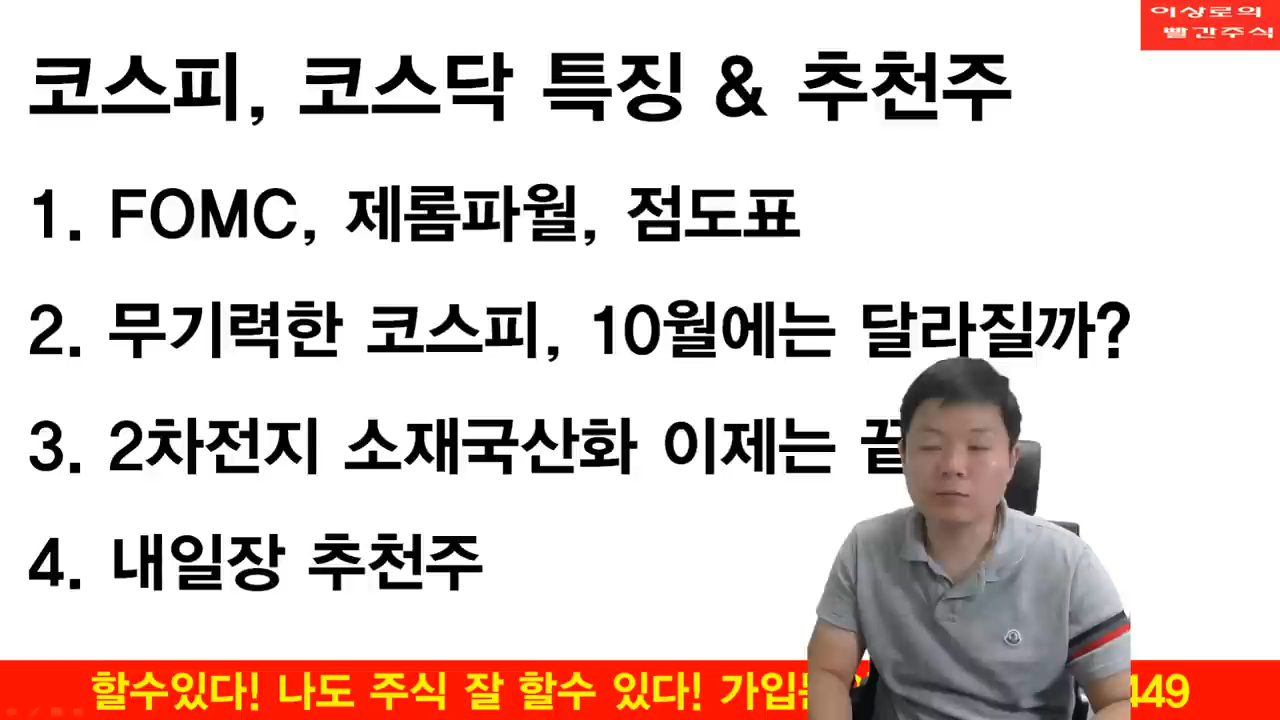 이상로의
빨간주식
코스피, 코스닥 특징 & 추천주
1. FOMC, 제롬파월, 점도표
2. 무기력한 코스피, 10월에는 달라질까?
3. 2차전지 소재국산화 이제는 끝
4. 내일장 추천주
할수있다! 나도 주식 잘 할수 있다! 449